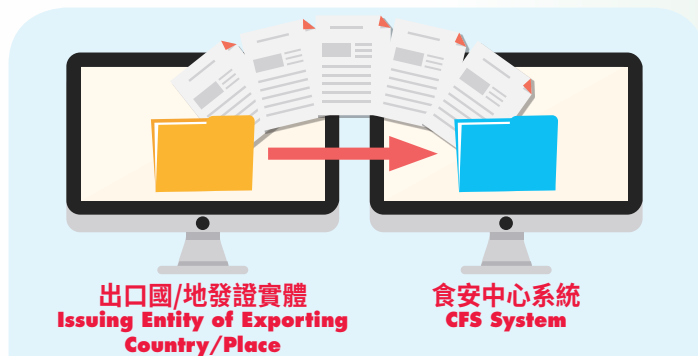 出口國/地發證實體
Issuing Entity of Exporting
Country/Place
食安中心系統
CFS System